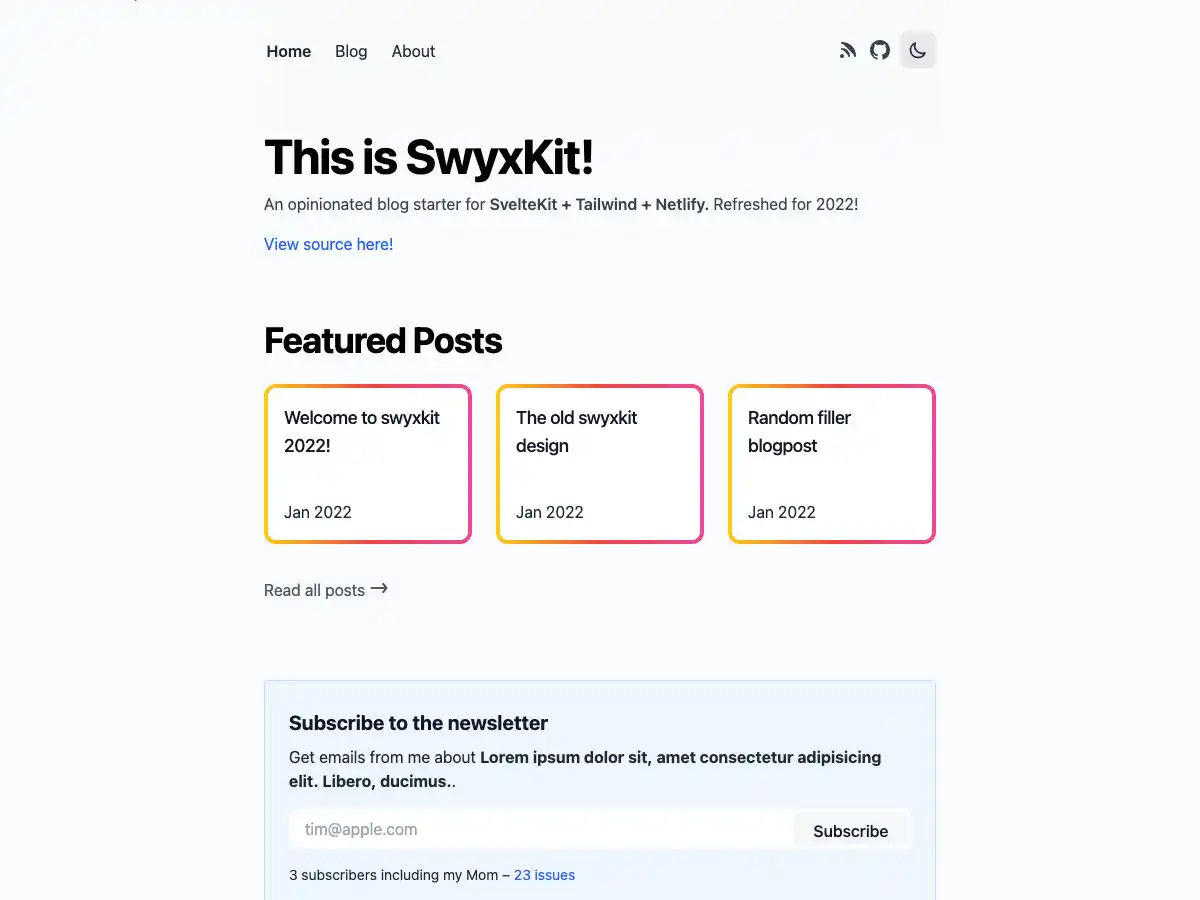 Home Blog About
This is SwyxKit!
An opinionated blog starter for SvelteKit + Tailwind + Netlify. Refreshed for 2022!
View source here!
Featured Posts
Welcome to swyxkit
2022!
Jan 2022
The old swyxkit
design
Jan 2022
Random filler
blogpost
Jan 2022
Read all posts →
Subscribe to the newsletter
Get emails from me about Lorem ipsum dolor sit, amet consectetur adipisicing
elit. Libero, ducimus..
tim@apple.com
Subscribe
3 subscribers including my Mom – 23 issues